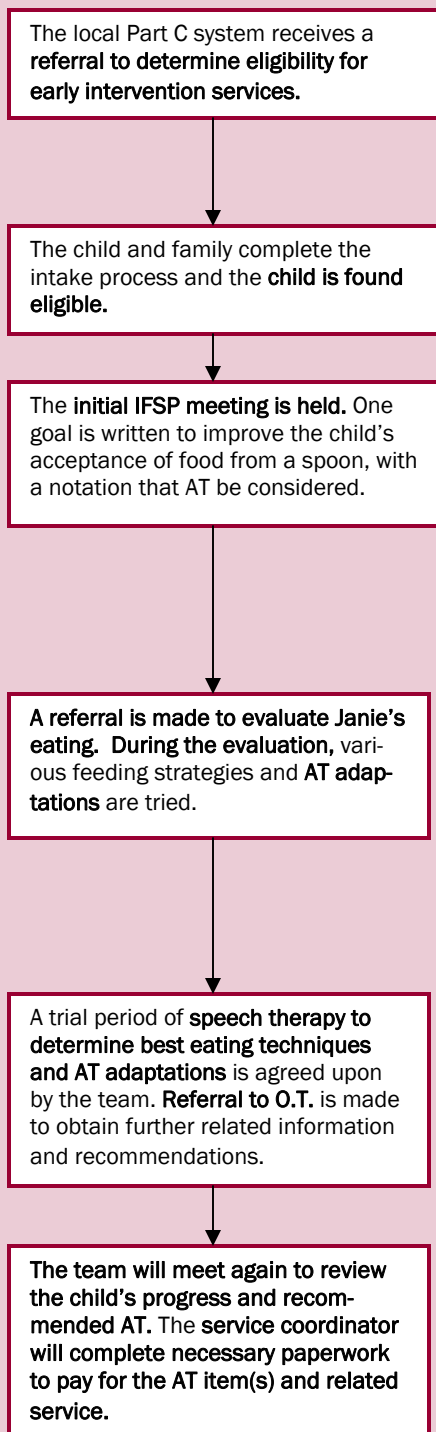 The local Part C system receives a
referral to determine eligibility for
early intervention services.
The child and family complete the
intake process and the child is found
eligible.
The initial IFSP meeting is held. One
goal is written to improve the child’s
acceptance of food from a spoon, with
a notation that AT be considered.
A referral is made to evaluate Janie’s
eating.  During the evaluation, vari-
ous feeding strategies and AT adap-
tations are tried.
A trial period of speech therapy to
determine best eating techniques
and AT adaptations is agreed upon
by the team. Referral to O.T. is made
to obtain further related information
and recommendations.
The team will meet again to review
the child’s progress and recom-
mended AT. The service coordinator
will complete necessary paperwork
to pay for the AT item(s) and related
service.